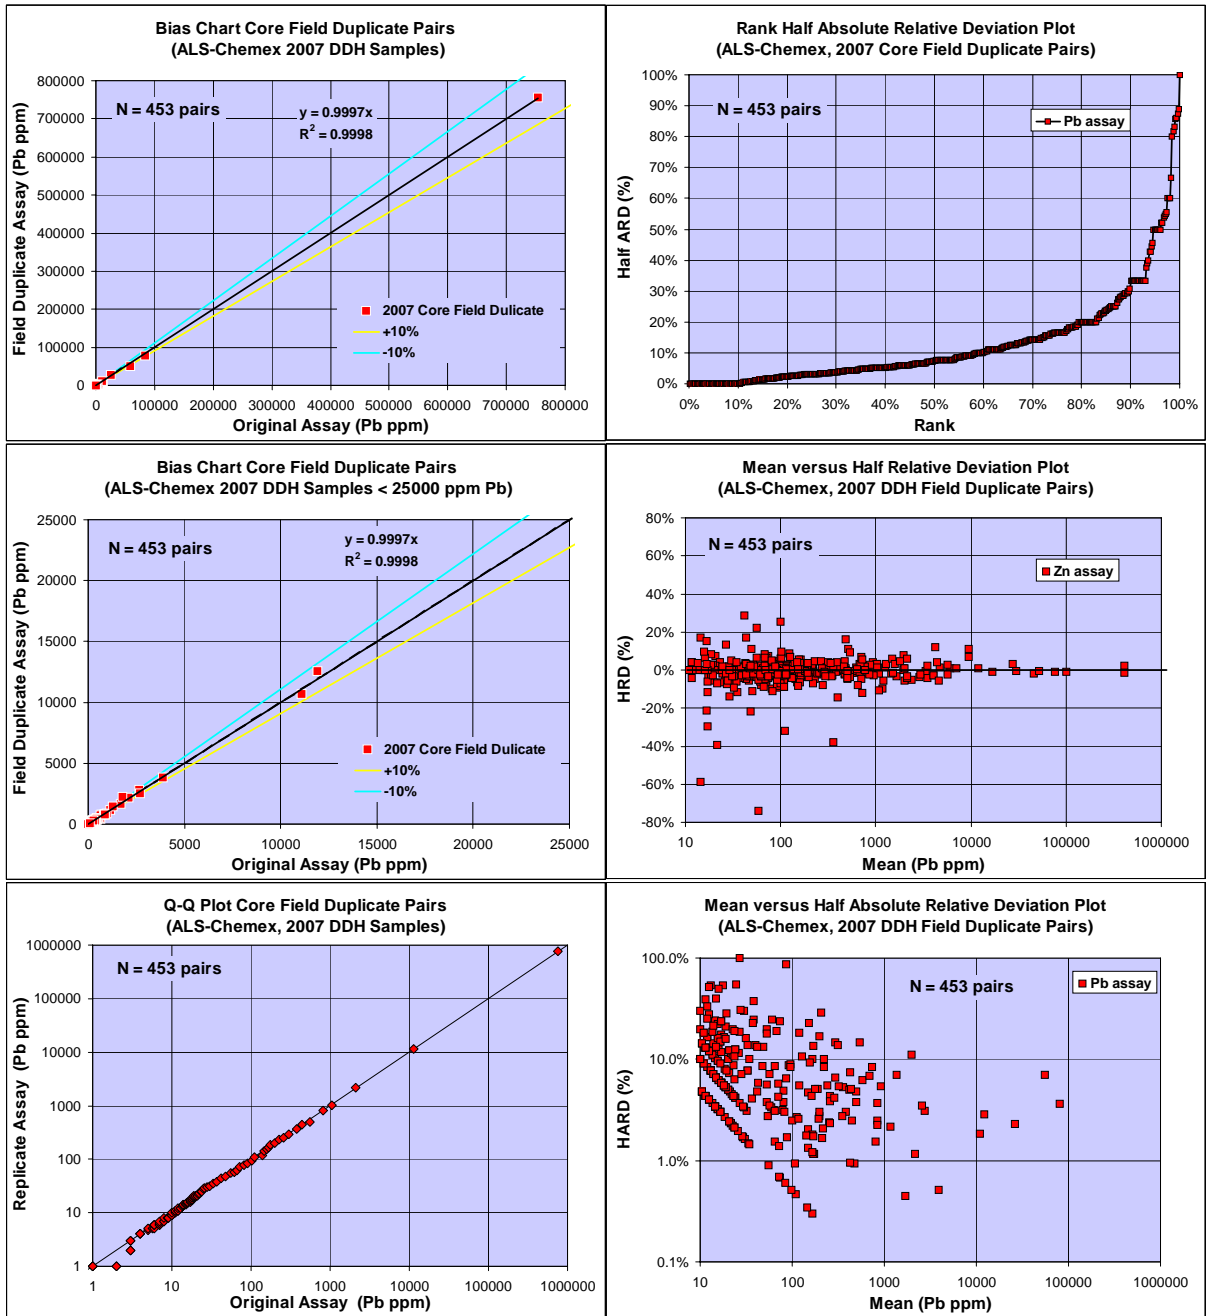 Bias Chart Core Field Duplicate Pairs
(ALS-Chemex 2007 DDH Samples)
N = 453 pairs
y = 0.9997x
R² = 0.9998
800000
700000
600000
500000
400000
300000
200000
100000
0
Field Duplicate Assay (Pb ppm)
2007 Core Field Dulicate
+10%
-10%
0 100000 200000 300000 400000 500000 600000 700000 800000
Original Assay (Pb ppm)
Rank Half Absolute Relative Deviation Plot
(ALS-Chemex, 2007 Core Field Duplicate Pairs)
N = 453 pairs
Pb assay
100%
90%
80%
70%
60%
50%
40%
30%
20%
10%
0%
Half ARD (%)
0% 10% 20% 30% 40% 50% 60% 70% 80% 90% 100%
Rank
Bias Chart Core Field Duplicate Pairs
(ALS-Chemex 2007 DDH Samples < 25000 ppm Pb)
N = 453 pairs
y = 0.9997x
R² = 0.9998
25000
20000
15000
10000
5000
0
Field Duplicate Assay (Pb ppm)
2007 Core Field Dulicate
+10%
-10%
0 5000 10000 15000 20000 25000
Original Assay (Pb ppm)
Mean versus Half Relative Deviation Plot
(ALS-Chemex, 2007 DDH Field Duplicate Pairs)
N = 453 pairs
Zn assay
80%
60%
40%
20%
0%
-20%
-40%
-60%
-80%
HRD (%)
10 100 1000 10000 100000 1000000
Mean (Pb ppm)
Q-Q Plot Core Field Duplicate Pairs
(ALS-Chemex, 2007 DDH Samples)
N = 453 pairs
1000000
100000
10000
1000
100
10
1
Replicate Assay (Pb ppm)
1 10 100 1000 10000 100000 1000000
Original Assay (Pb ppm)
Mean versus Half Absolute Relative Deviation Plot
(ALS-Chemex, 2007 DDH Field Duplicate Pairs)
N = 453 pairs
Pb assay
100.0%
10.0%
1.0%
0.1%
HARD (%)
10 100 1000 10000 100000 1000000
Mean (Pb ppm)